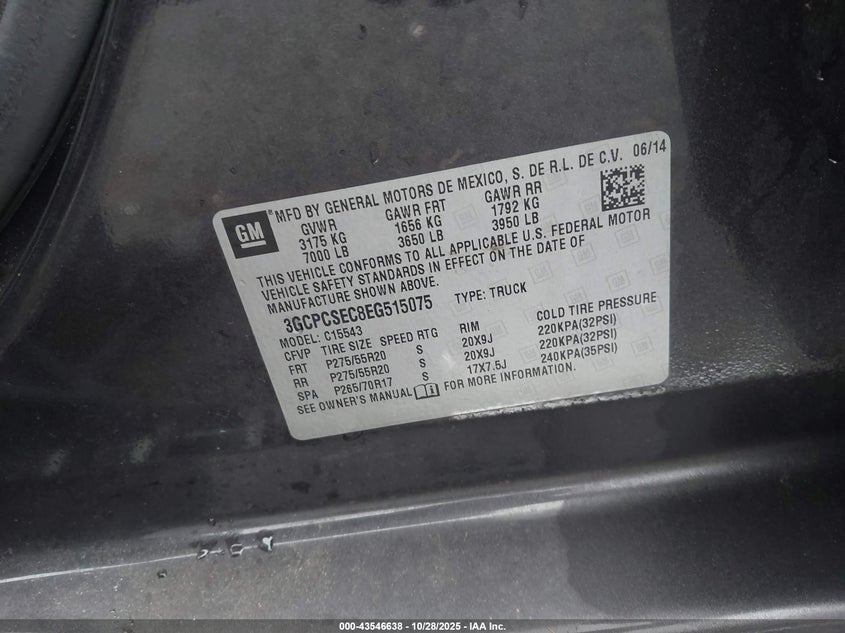 GM
® MFD BY GENERAL MOTORS DE MEXICO, S. DE R.L. DE C.V. 06/14
GVWR GAWR FRT GAWR RR
3175 KG 1656 KG 1792 KG
7000 LB 3650 LB 3950 LB
THIS VEHICLE CONFORMS TO ALL APPLICABLE U.S. FEDERAL MOTOR
VEHICLE SAFETY STANDARDS IN EFFECT ON THE DATE OF
MANUFACTURE SHOWN ABOVE.
3GCPCSEC8EG515075 TYPE: TRUCK
MODEL: C15543
CFVP TIRE SIZE SPEED RTG RIM COLD TIRE PRESSURE
FRT P275/55R20 S 20X9J 220KPA(32PSI)
RR P275/55R20 S 20X9J 220KPA(32PSI)
SPA P265/70R17 S 17X7.5J 240KPA(35PSI)
SEE OWNER'S MANUAL FOR MORE INFORMATION.
000-43546638 | 10/28/2025 - IAA Inc.